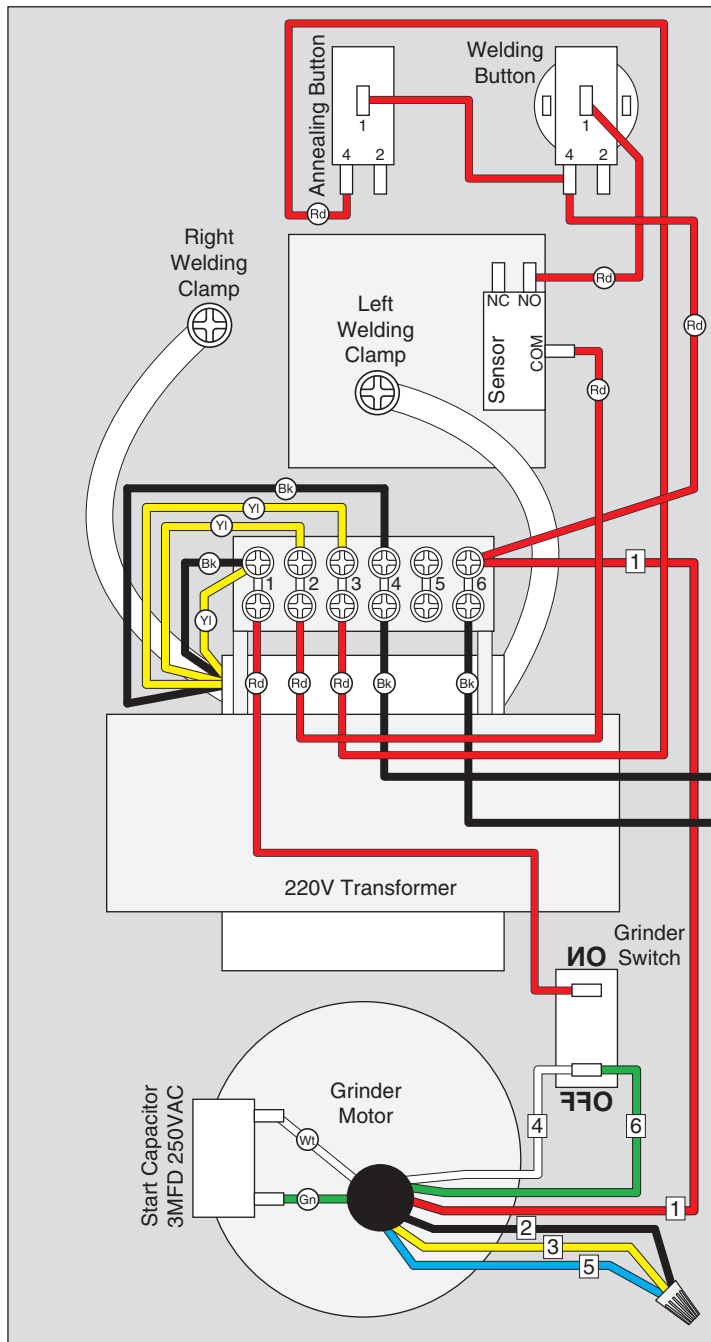 Welding
Button
Annealing Button
1
4 2
1
4 2
Rd
Right
Welding
Clamp
Left
Welding
Clamp
NC NO
COM
Sensor
Rd
Rd
Rd
Bk
Yl
Yl
Bk
Yl
1
2
3
4
5
6
1
Rd
Rd
Rd
Bk
Bk
220V Transformer
Grinder
Switch
ON
OFF
Grinder
Motor
Start Capacitor
3MFD 250VAC
Wt
Gn
4
6
1
2
3
5